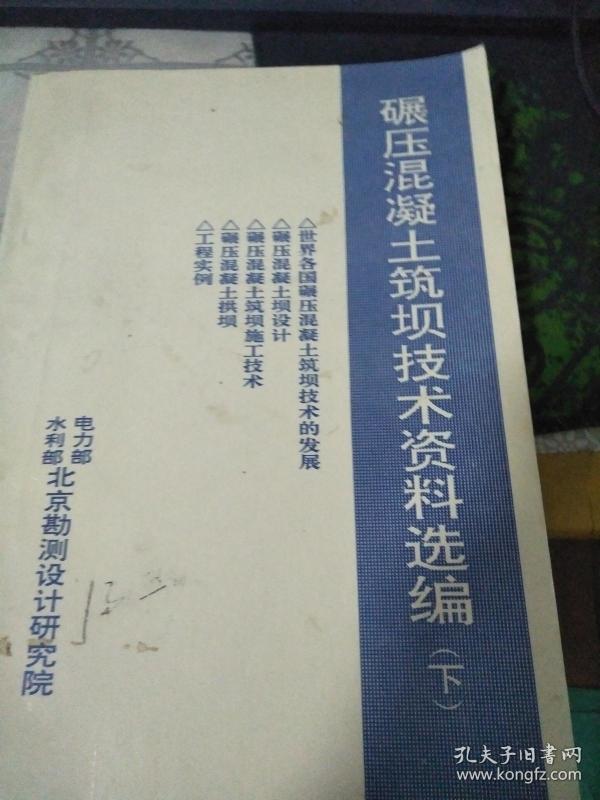 碾压混凝土筑坝技术资料选编（下）
△世界各国碾压混凝土筑坝技术的发展
△碾压混凝土坝设计
△碾压混凝土筑坝施工技术
△碾压混凝土拱坝
△工程实例
电力部
水利部
北京勘测设计研究院
孔夫子旧书网
www.kongfz.com